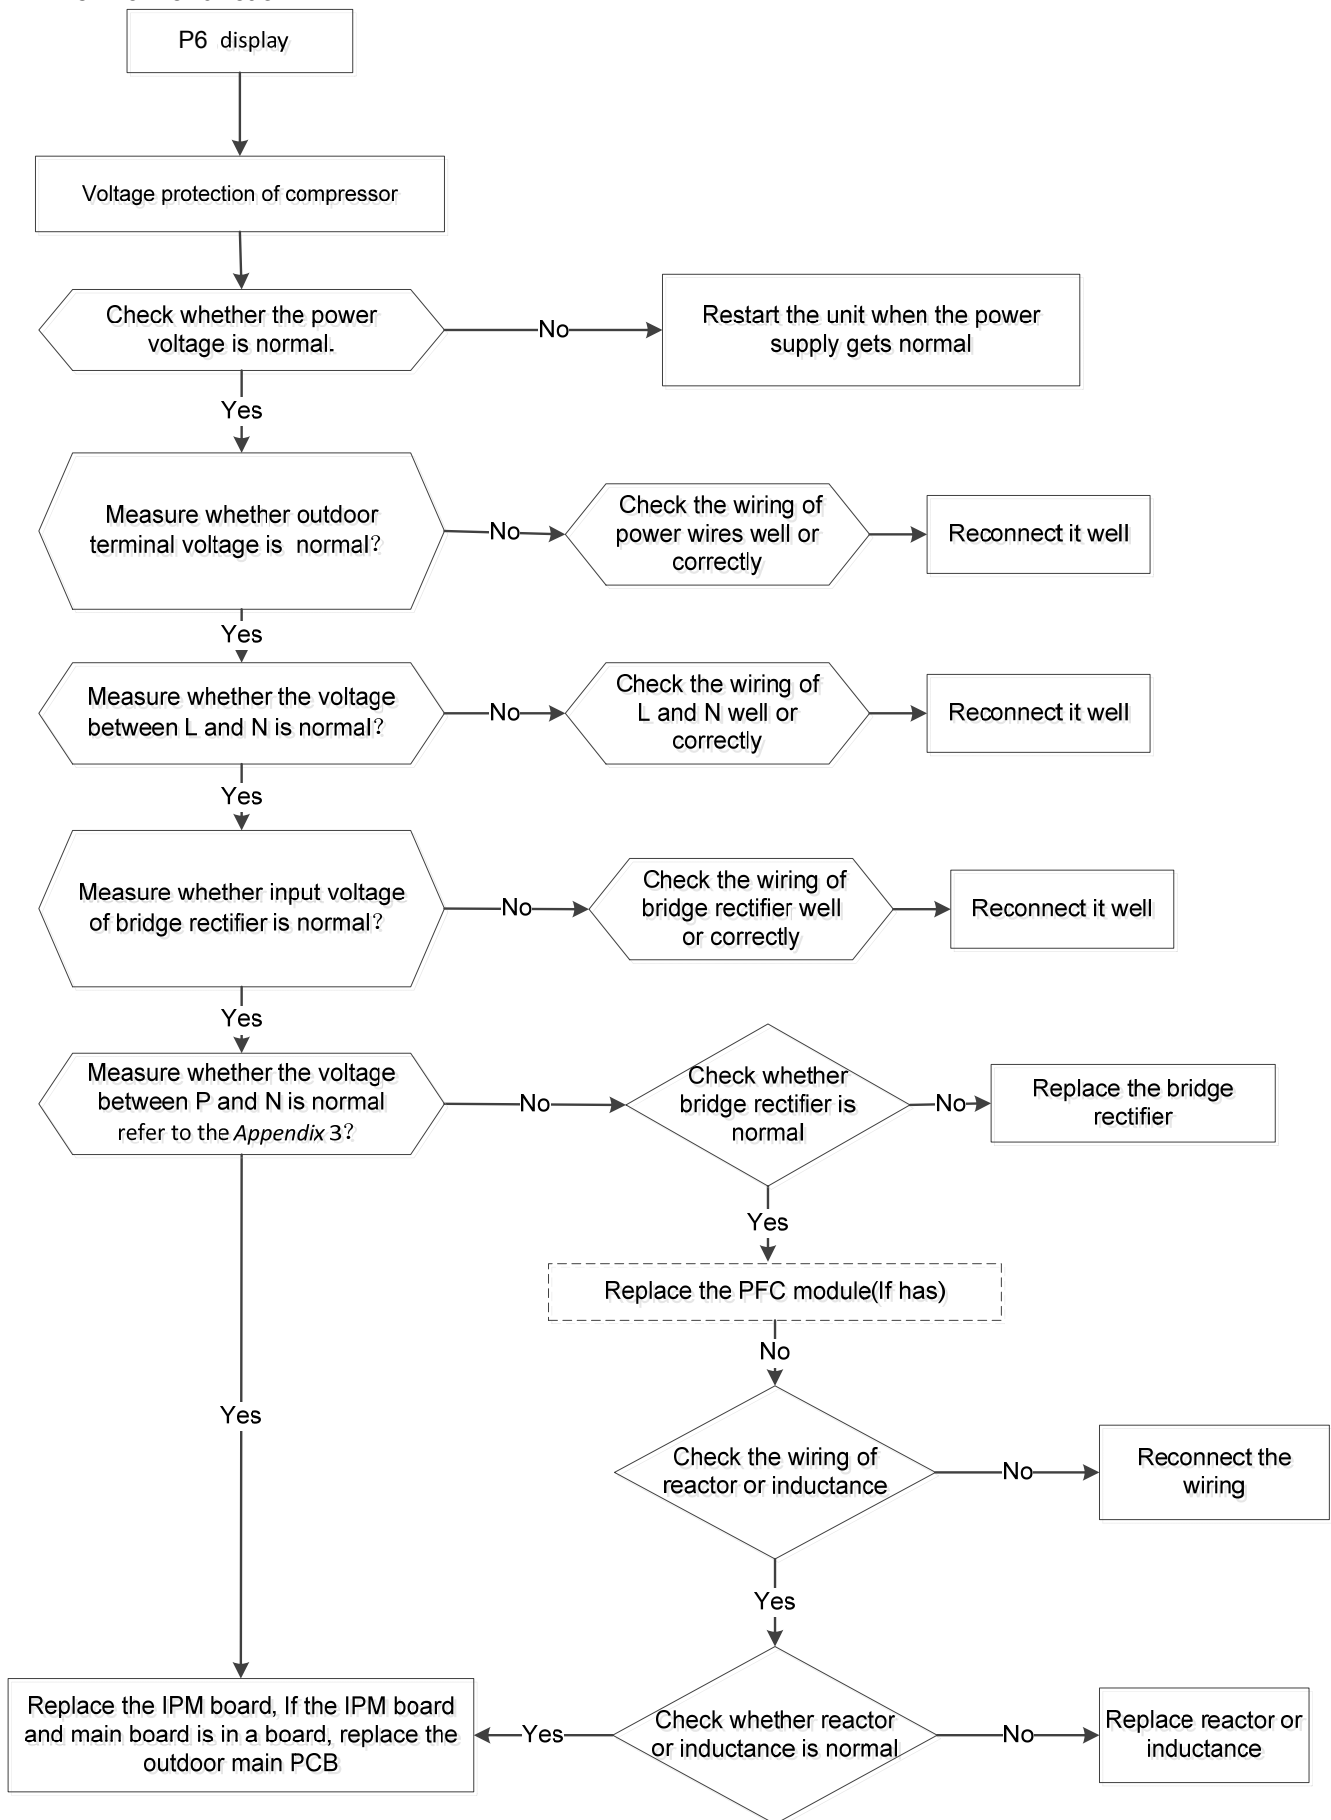 P6 display
Voltage protection of compressor
Check whether the power
voltage is normal.
No
Restart the unit when the power
supply gets normal
Yes
Measure whether outdoor
terminal voltage is normal?
No
Check the wiring of
power wires well or
correctly
Reconnect it well
Yes
Measure whether the voltage
between L and N is normal?
No
Check the wiring of
L and N well or
correctly
Reconnect it well
Yes
Measure whether input voltage
of bridge rectifier is normal?
No
Check the wiring of
bridge rectifier well
or correctly
Reconnect it well
Yes
Measure whether the voltage
between P and N is normal
refer to the Appendix 3?
No
Check whether
bridge rectifier is
normal
No
Replace the bridge
rectifier
Yes
Replace the PFC module(If has)
No
Yes
Check the wiring of
reactor or inductance
No
Reconnect the
wiring
Yes
Replace the IPM board, If the IPM board
and main board is in a board, replace the
outdoor main PCB
Yes
Check whether reactor
or inductance is normal
No
Replace reactor or
inductance